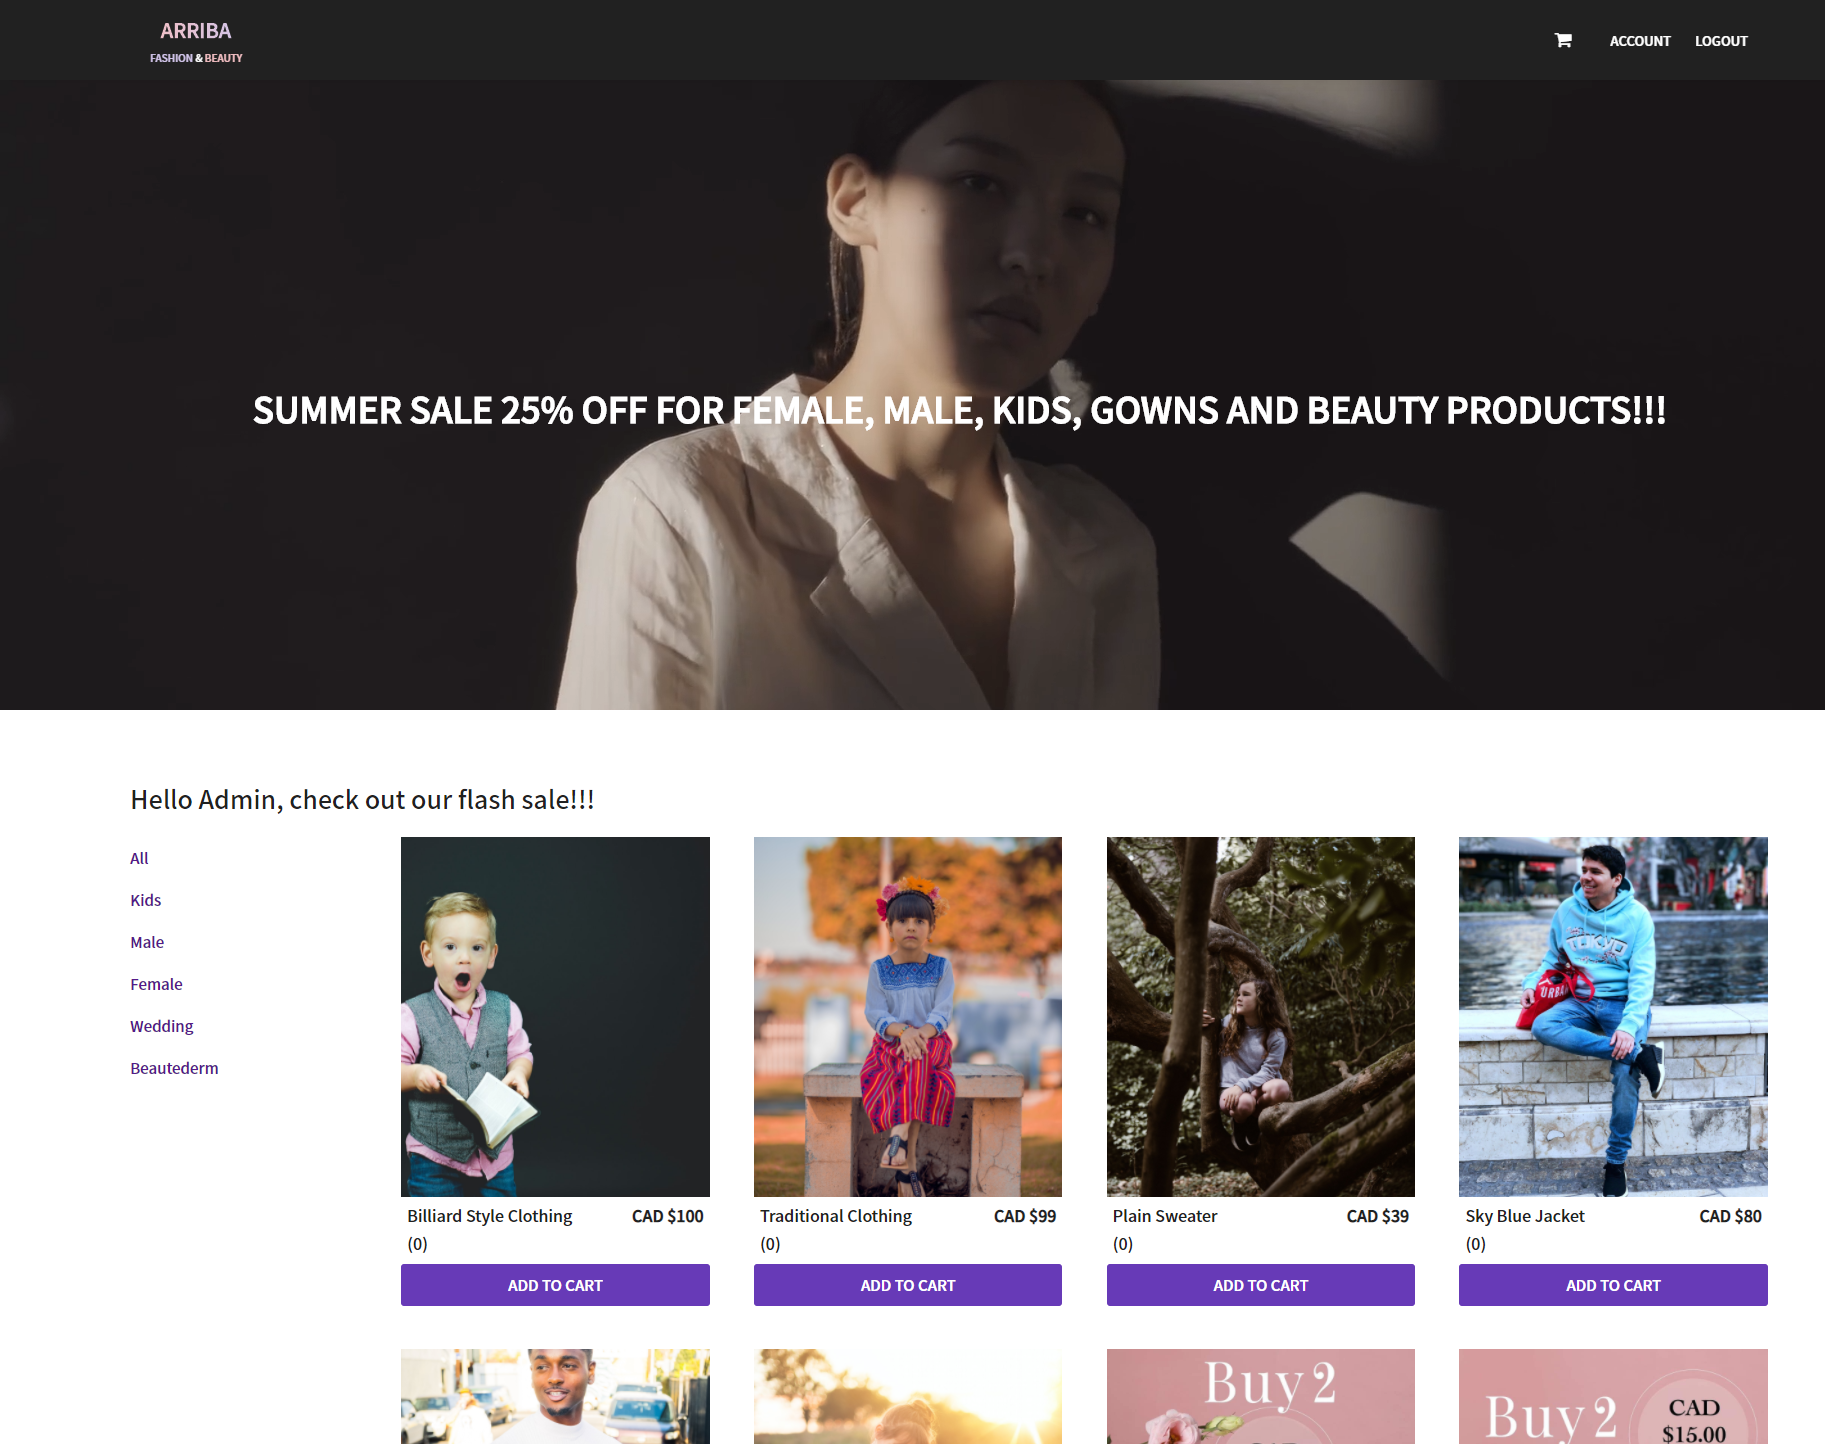 ARRIBA
FASHION & BEAUTY
ACCOUNT
LOGOUT
SUMMER SALE 25% OFF FOR FEMALE, MALE, KIDS, GOWNS AND BEAUTY PRODUCTS!!!
Hello Admin, check out our flash sale!!!
All
Kids
Male
Female
Wedding
Beautederm
TOKYO
URBAN
Billiard Style Clothing CAD $100
(0)
ADD TO CART
Traditional Clothing CAD $99
(0)
ADD TO CART
Plain Sweater CAD $39
(0)
ADD TO CART
Sky Blue Jacket CAD $80
(0)
ADD TO CART
Buy 2
Buy 2
CAD
$15.00